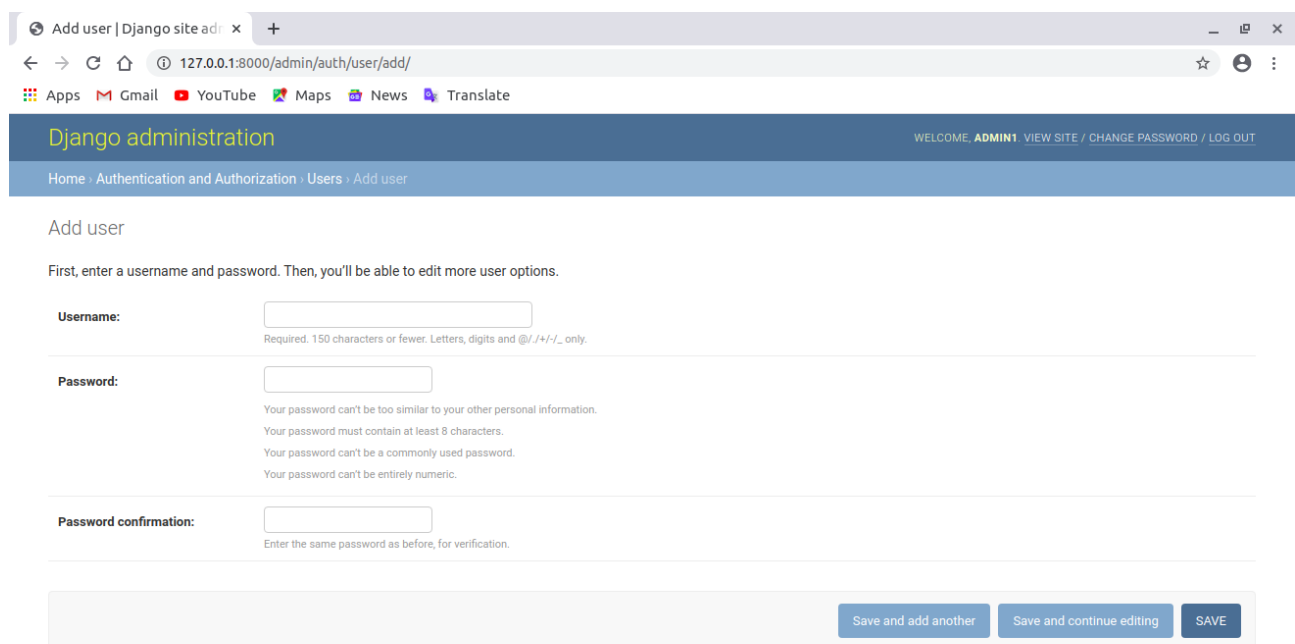 Add user | Django site adr
127.0.0.1:8000/admin/auth/user/add/
Apps Gmail YouTube Maps News Translate
Django administration
WELCOME, ADMIN1. VIEW SITE / CHANGE PASSWORD / LOG OUT
Home › Authentication and Authorization › Users › Add user
Add user
First, enter a username and password. Then, you’ll be able to edit more user options.
Username:
Required. 150 characters or fewer. Letters, digits and @/./+/-/_ only.
Password:
Your password can’t be too similar to your other personal information.
Your password must contain at least 8 characters.
Your password can’t be a commonly used password.
Your password can’t be entirely numeric.
Password confirmation:
Enter the same password as before, for verification.
Save and add another
Save and continue editing
SAVE